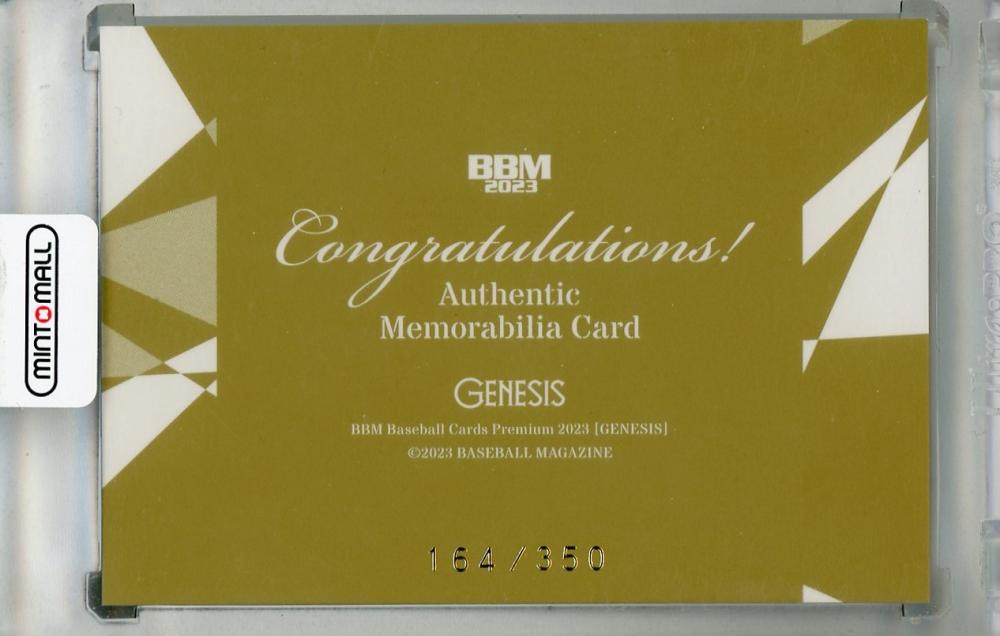 BBM
2023
Congratulations!
Authentic
Memorabilia Card
GENESIS
BBM Baseball Cards Premium 2023 [GENESIS]
©2023 BASEBALL MAGAZINE
164/350
MINTOMALL